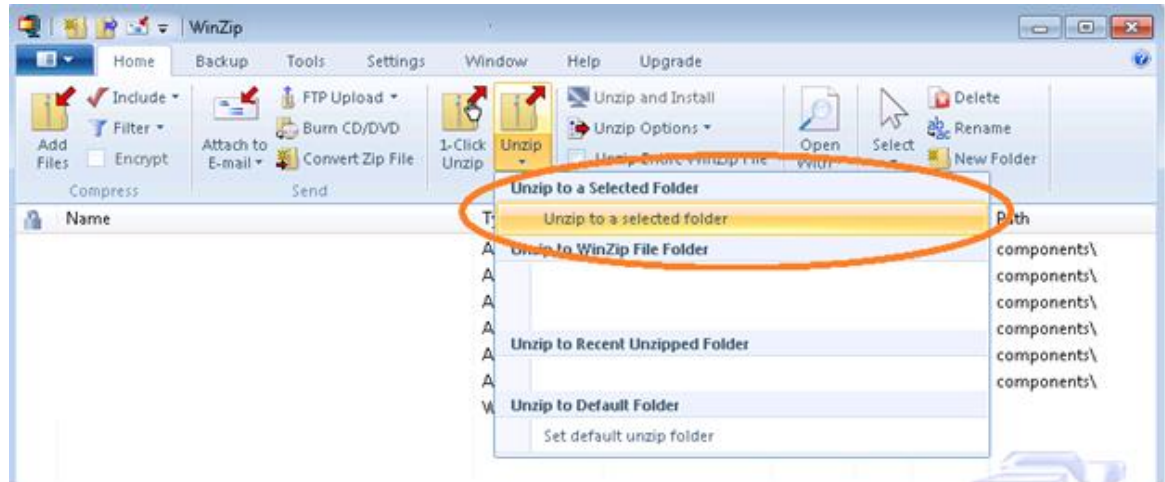 WinZip
Home Backup Tools Settings Window Help Upgrade
Add Files
Include
Filter
Encrypt
Compress
Attach to E-mail
FTP Upload
Burn CD/DVD
Convert Zip File
Send
1-Click Unzip
Unzip
Unzip and Install
Unzip Options
Unzip Entire WinZip File
Open With
Select
Delete
Rename
New Folder
Name
Path
Unzip to a Selected Folder
Unzip to a selected folder
Unzip to WinZip File Folder
Unzip to Recent Unzipped Folder
Unzip to Default Folder
Set default unzip folder
A
A
A
A
A
A
W
components\
components\
components\
components\
components\
components\